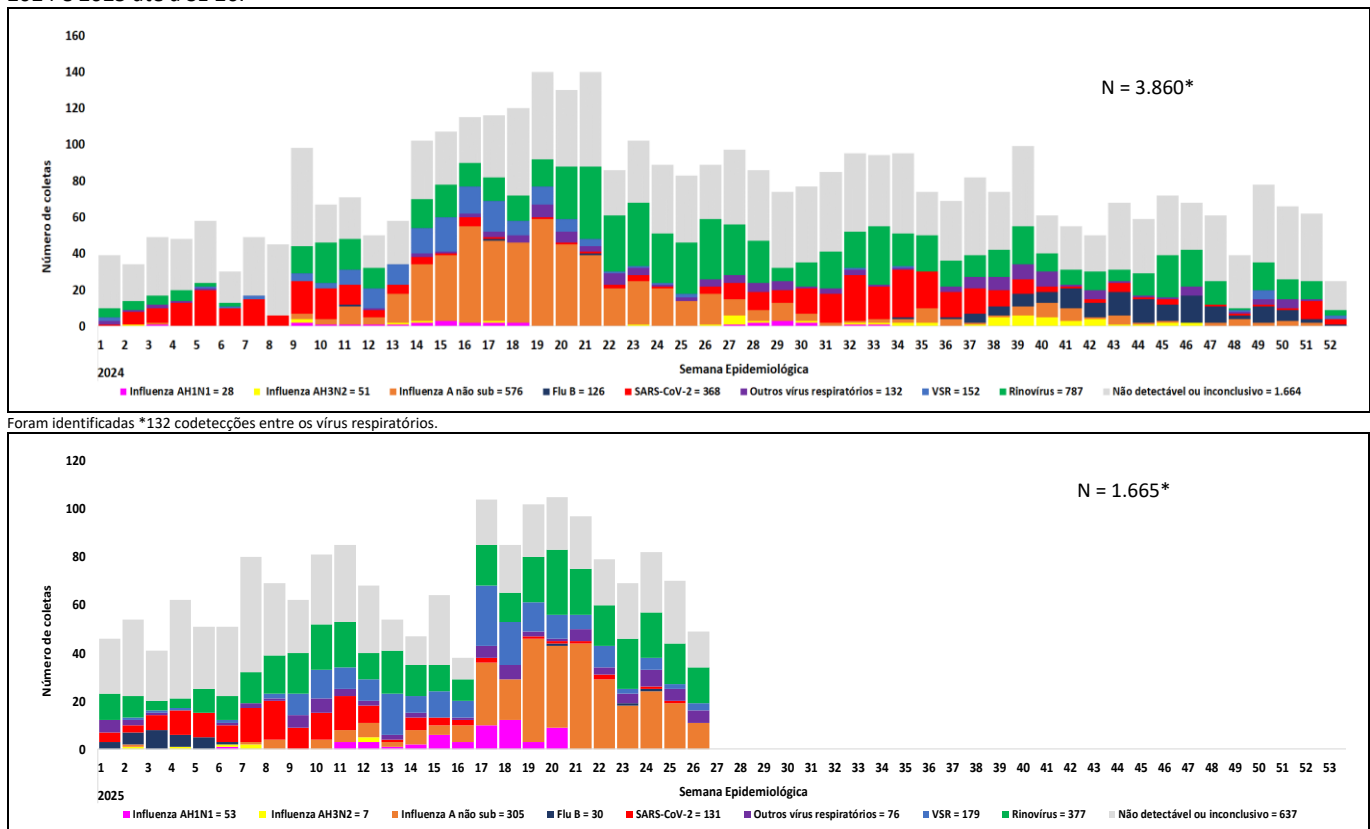 160
140
120
100
80
60
40
20
0
Número de coletas
N = 3.860*
1 2 3 4 5 6 7 8 9 10 11 12 13 14 15 16 17 18 19 20 21 22 23 24 25 26 27 28 29 30 31 32 33 34 35 36 37 38 39 40 41 42 43 44 45 46 47 48 49 50 51 52
2024
Semana Epidemiológica
Influenza AH1N1 = 28 Influenza AH3N2 = 51 Influenza A não sub = 576 Flu B = 126 SARS-CoV-2 = 368 Outros vírus respiratórios = 132 VSR = 152 Rinovírus = 787 Não detectável ou inconclusivo = 1.664
Foram identificadas *132 codetecções entre os vírus respiratórios.
120
100
80
60
40
20
0
Número de coletas
N = 1.665*
1 2 3 4 5 6 7 8 9 10 11 12 13 14 15 16 17 18 19 20 21 22 23 24 25 26 27 28 29 30 31 32 33 34 35 36 37 38 39 40 41 42 43 44 45 46 47 48 49 50 51 52 53
2025
Semana Epidemiológica
Influenza AH1N1 = 53 Influenza AH3N2 = 7 Influenza A não sub = 305 Flu B = 30 SARS-CoV-2 = 131 Outros vírus respiratórios = 76 VSR = 179 Rinovírus = 377 Não detectável ou inconclusivo = 637